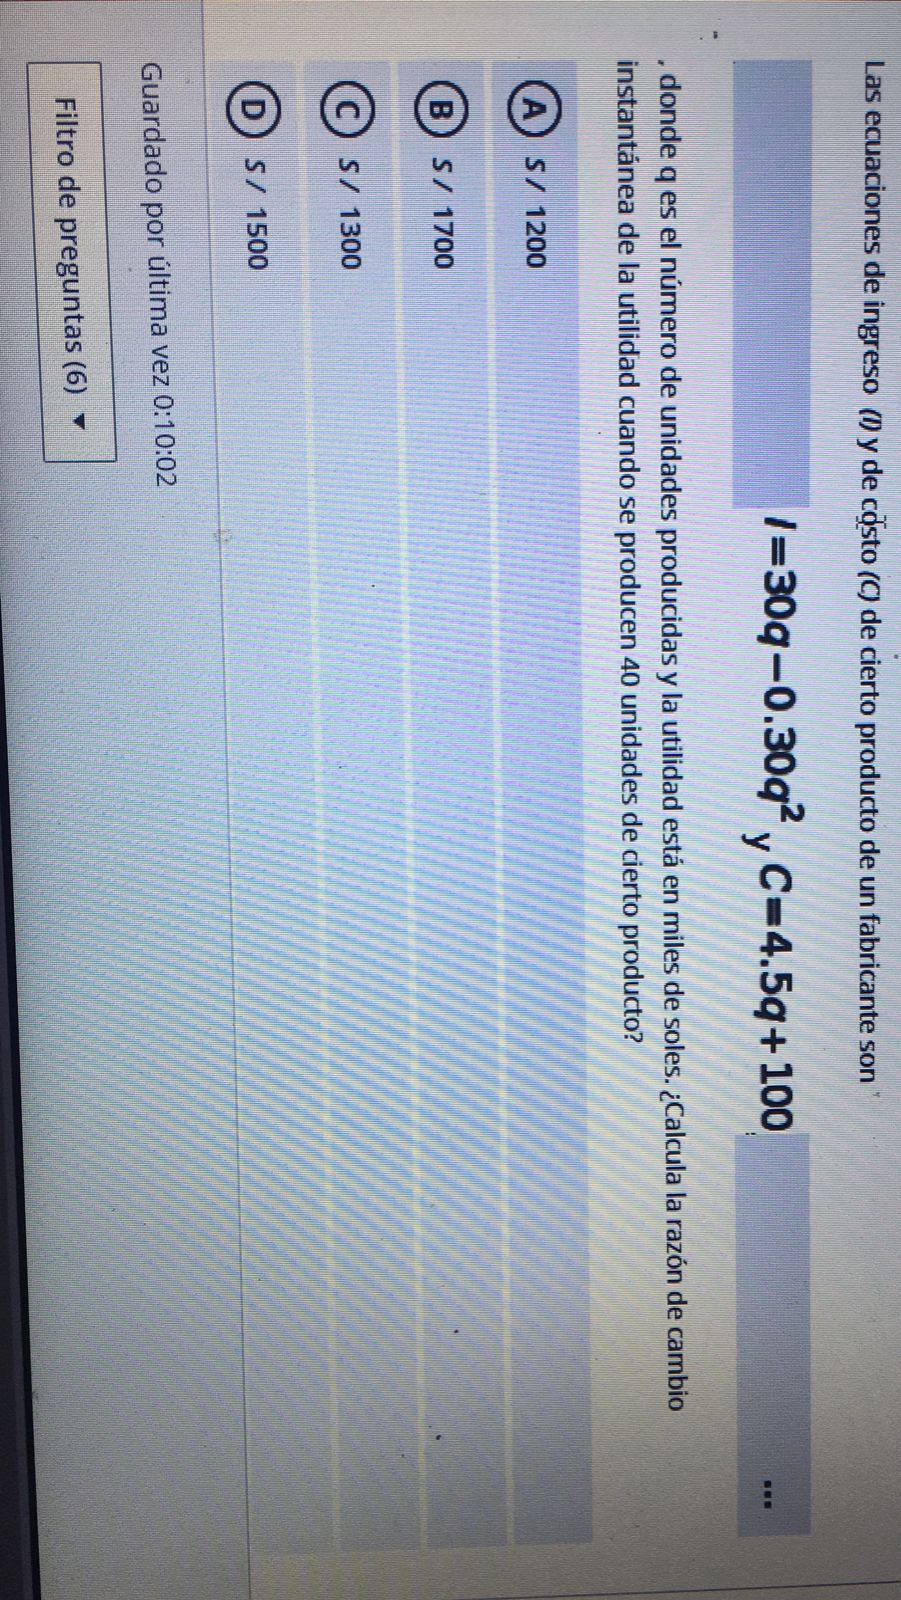 Las ecuaciones de ingreso (I) y de costo (C) de cierto producto de un fabricante son
I=30q−0.30q² y C=4.5q+100
, donde q es el número de unidades producidas y la utilidad está en miles de soles. ¿Calcula la razón de cambio
instantánea de la utilidad cuando se producen 40 unidades de cierto producto?
A S/ 1200
B S/ 1700
C S/ 1300
D S/ 1500
Guardado por última vez 0:10:02
Filtro de preguntas (6) ▼